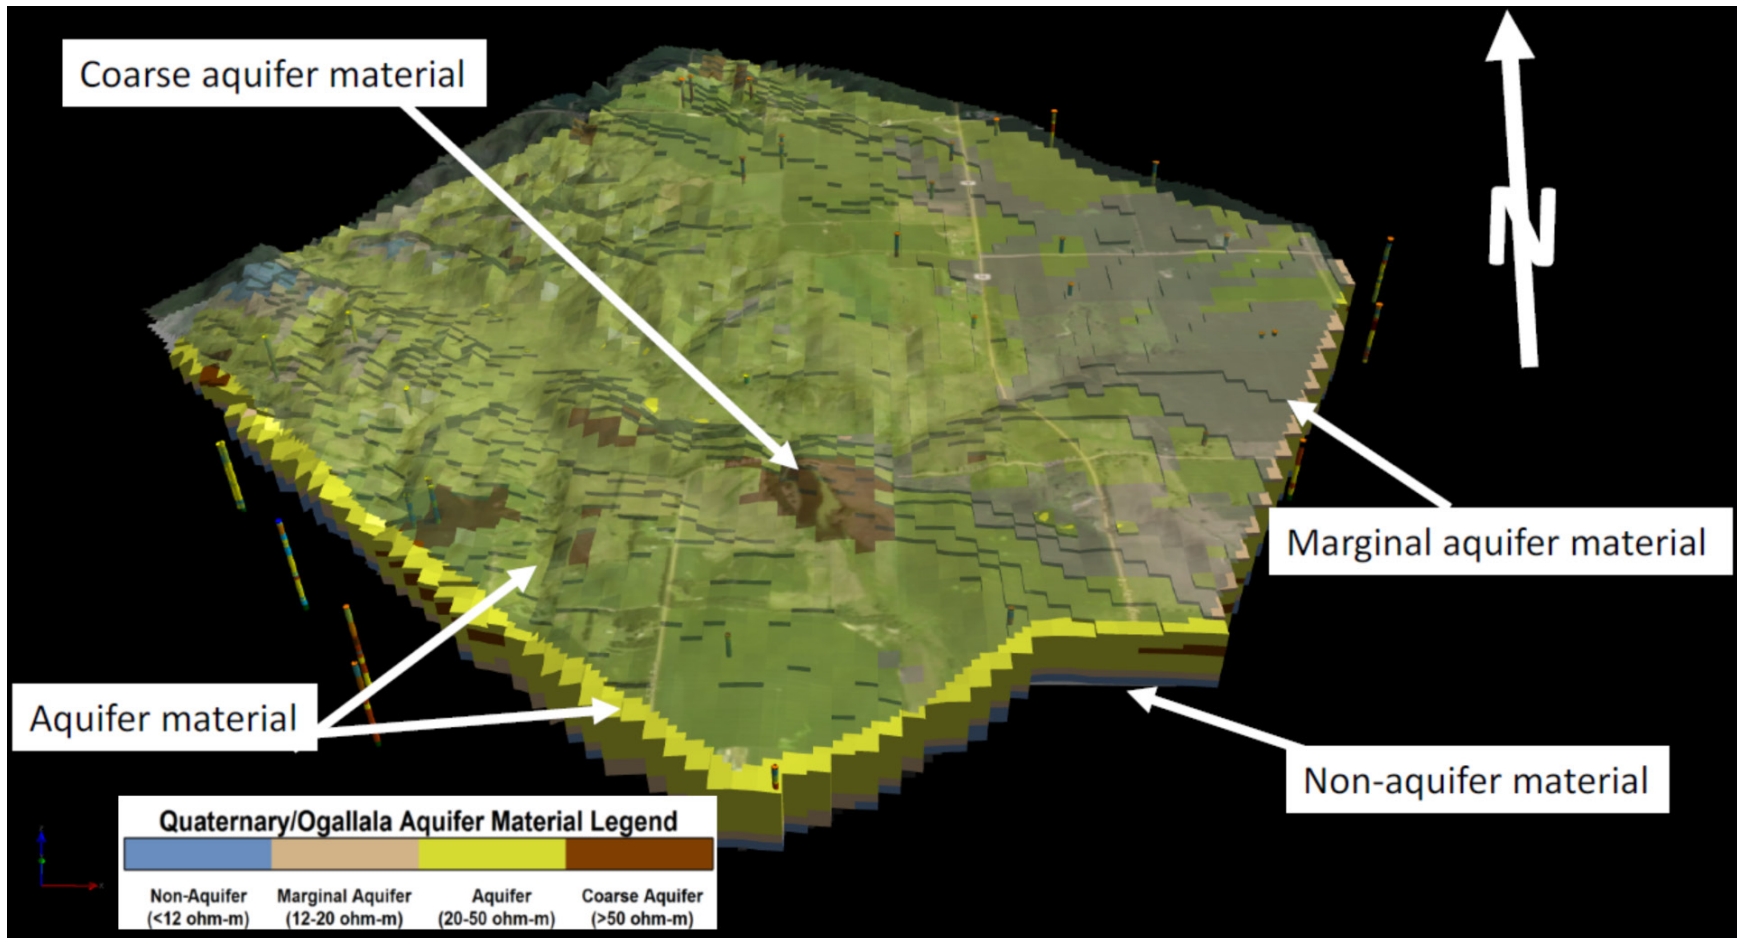 Coarse aquifer material
N
Marginal aquifer material
Aquifer material
Non-aquifer material
Quaternary/Ogallala Aquifer Material Legend
Non-Aquifer Marginal Aquifer Aquifer Coarse Aquifer
(<12 ohm-m) (12-20 ohm-m) (20-50 ohm-m) (>50 ohm-m)